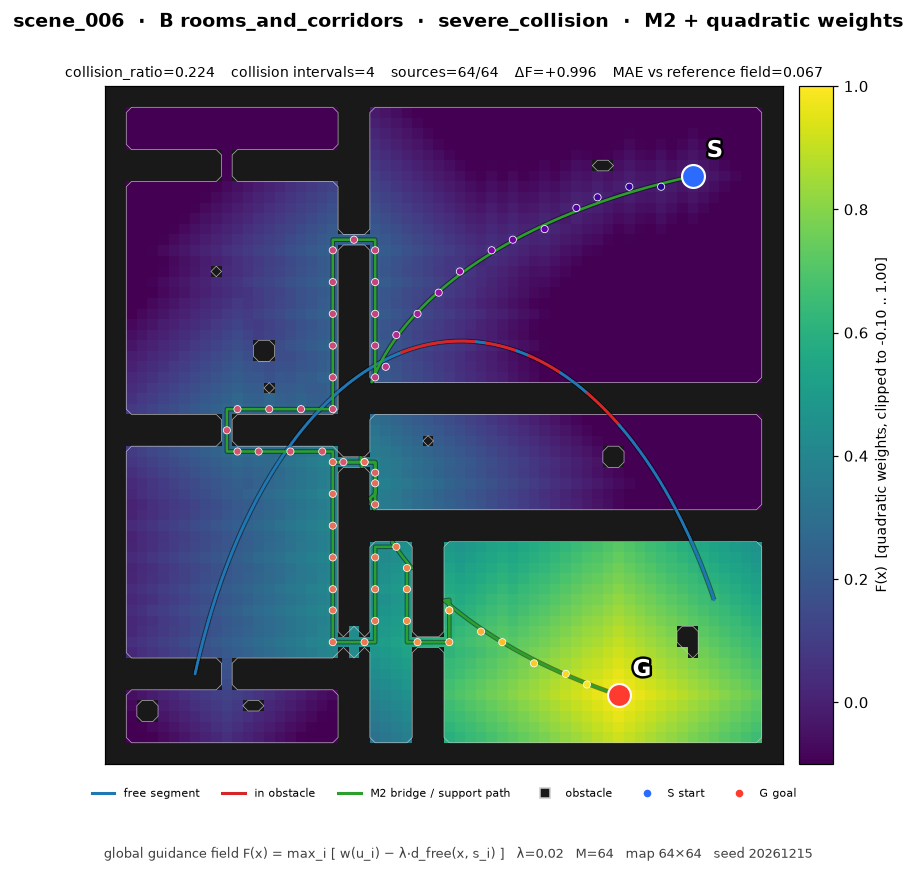 scene_006 · B rooms_and_corridors · severe_collision · M2 + quadratic weights
collision_ratio=0.224 collision intervals=4 sources=64/64 ΔF=+0.996 MAE vs reference field=0.067
S
G
1.0
0.8
0.6
0.4
0.2
0.0
F(x) [quadratic weights, clipped to -0.10 .. 1.00]
free segment in obstacle M2 bridge / support path obstacle S start G goal
global guidance field F(x) = max_i [ w(u_i) − λ·d_free(x, s_i) ] λ=0.02 M=64 map 64×64 seed 20261215